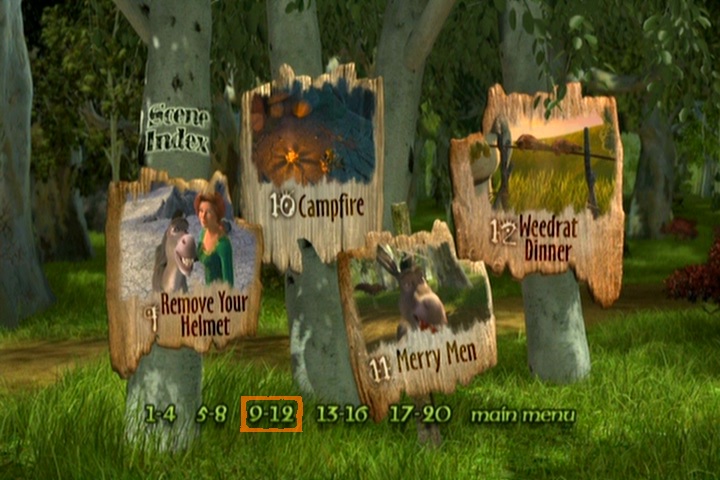 Scene
Index
9 Remove Your
Helmet
10 Campfire
11 Merry Men
12 Weedrat
Dinner
1-4 5-8 9-12 13-16 17-20 main menu